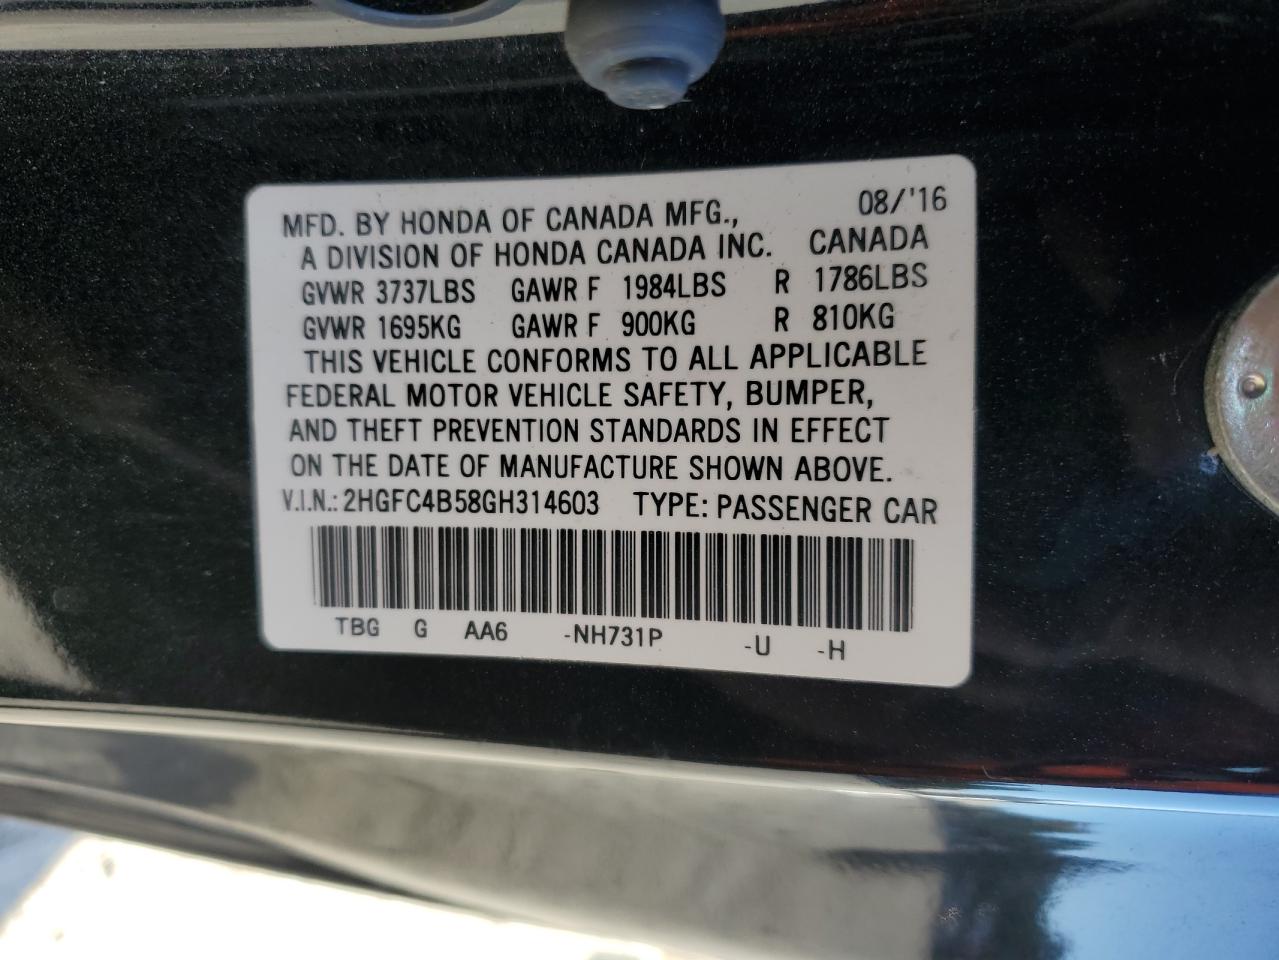 08/'16
MFD. BY HONDA OF CANADA MFG.,
A DIVISION OF HONDA CANADA INC. CANADA
GVWR 3737LBS GAWR F 1984LBS R 1786LBS
GVWR 1695KG GAWR F 900KG R 810KG
THIS VEHICLE CONFORMS TO ALL APPLICABLE
FEDERAL MOTOR VEHICLE SAFETY, BUMPER,
AND THEFT PREVENTION STANDARDS IN EFFECT
ON THE DATE OF MANUFACTURE SHOWN ABOVE.
V.I.N.: 2HGFC4B58GH314603 TYPE: PASSENGER CAR
TBG G AA6 -NH731P -U -H